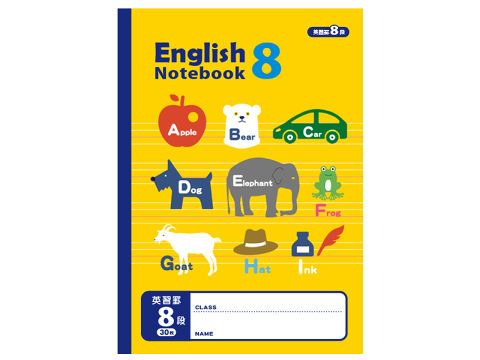 英習罫8段
English
Notebook 8
Apple
Bear
Car
Dog
Elephant
Frog
Goat
Hat
Ink
英習罫
8段
30枚
CLASS
NAME